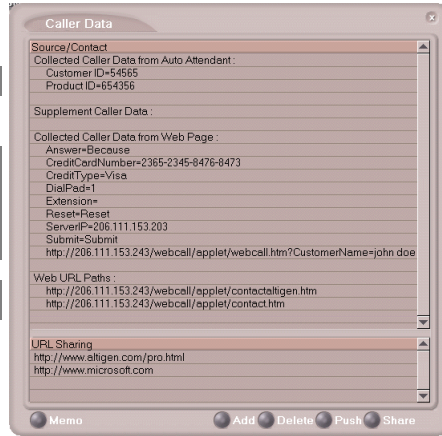 Caller Data
Source/Contact
Collected Caller Data from Auto Attendant :
Customer ID=54565
Product ID=654356
Supplement Caller Data :
Collected Caller Data from Web Page :
Answer=Because
CreditCardNumber=2365-2345-8476-8473
CreditType=Visa
DialPad=1
Extension=
Reset=Reset
ServerIP=206.111.153.203
Submit=Submit
http://206.111.153.243/webcall/applet/webcall.htm?CustomerName=john doe
Web URL Paths :
http://206.111.153.243/webcall/applet/contactaltigen.htm
http://206.111.153.243/webcall/applet/contact.htm
URL Sharing
http://www.altigen.com/pro.html
http://www.microsoft.com
Memo Add Delete Push Share